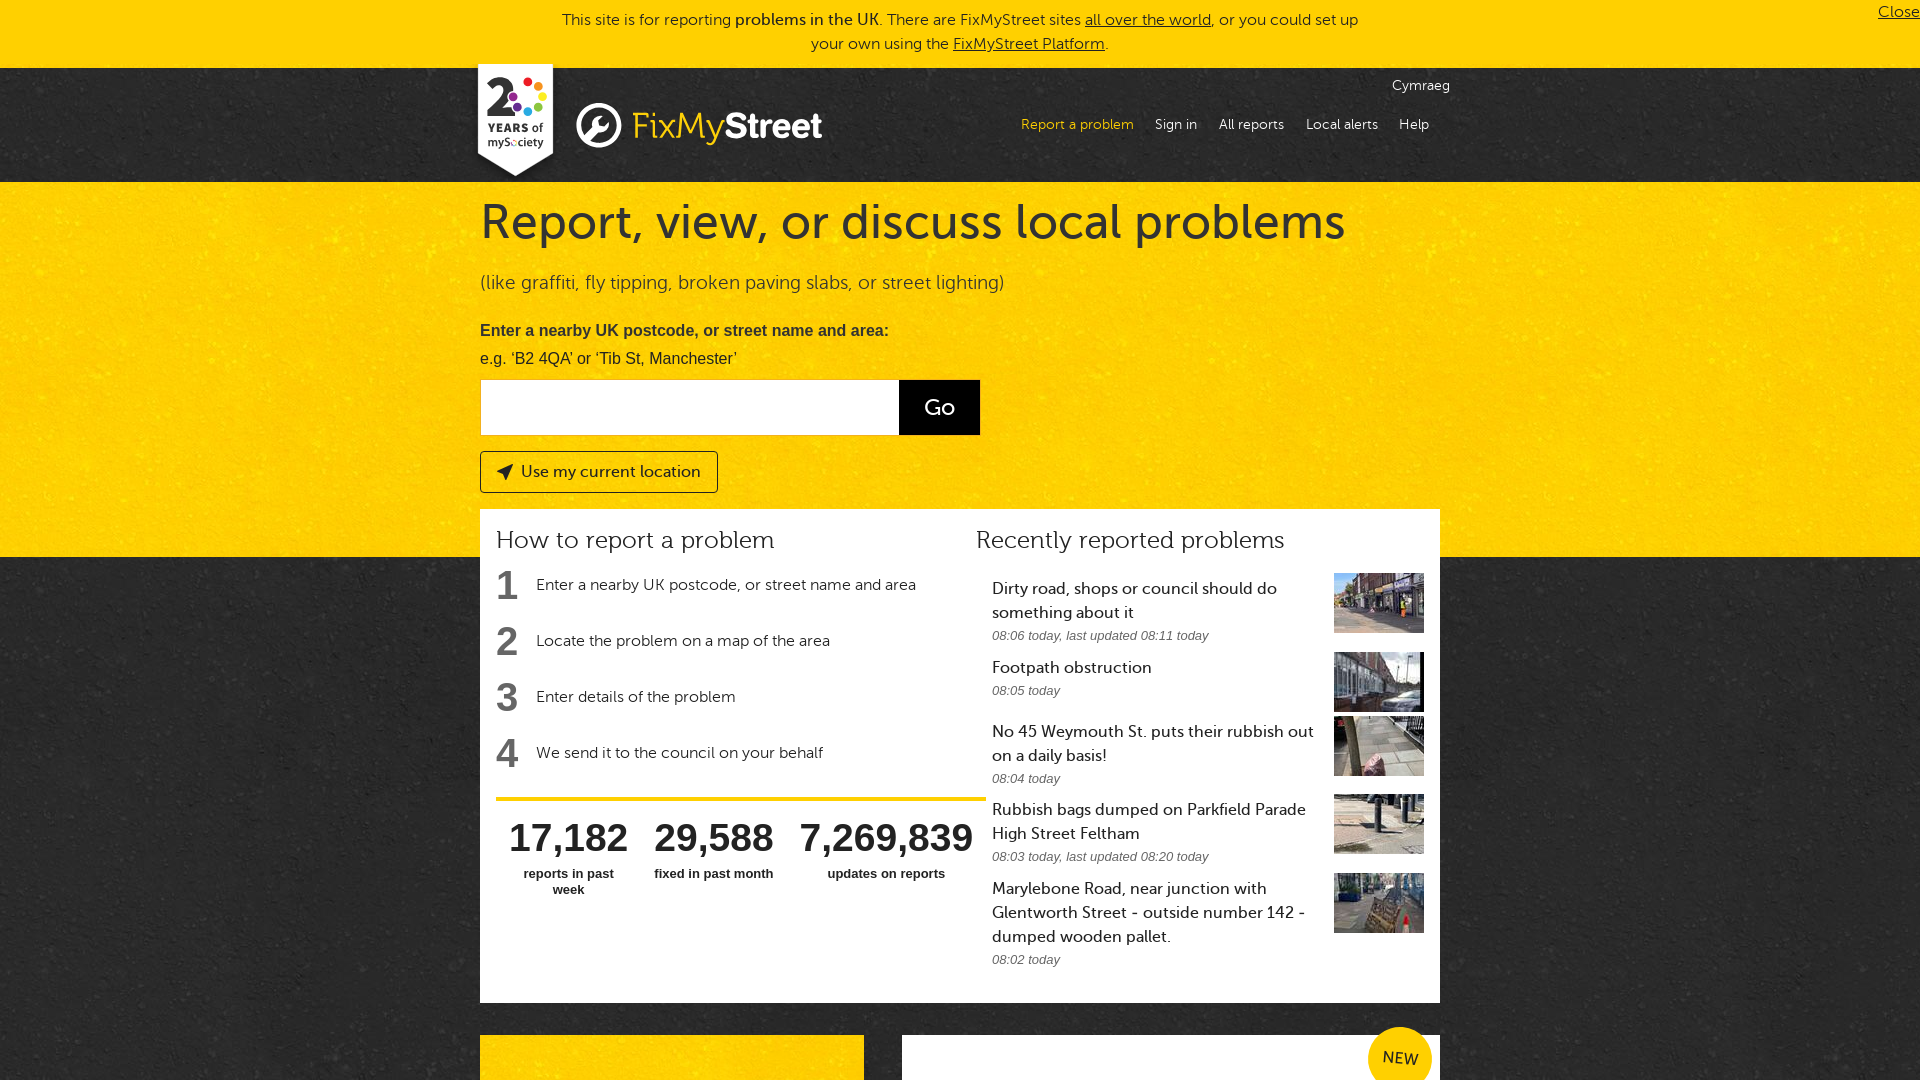 This site is for reporting problems in the UK. There are FixMyStreet sites all over the world, or you could set up
your own using the FixMyStreet Platform.
Close
20
YEARS of
mySociety
FixMyStreet
Cymraeg
Report a problem
Sign in
All reports
Local alerts
Help
Report, view, or discuss local problems
(like graffiti, fly tipping, broken paving slabs, or street lighting)
Enter a nearby UK postcode, or street name and area:
e.g. ‘B2 4QA’ or ‘Tib St, Manchester’
Go
Use my current location
How to report a problem
1 Enter a nearby UK postcode, or street name and area
2 Locate the problem on a map of the area
3 Enter details of the problem
4 We send it to the council on your behalf
17,182
reports in past
week
29,588
fixed in past month
7,269,839
updates on reports
Recently reported problems
Dirty road, shops or council should do
something about it
08:06 today, last updated 08:11 today
Footpath obstruction
08:05 today
No 45 Weymouth St. puts their rubbish out
on a daily basis!
08:04 today
Rubbish bags dumped on Parkfield Parade
High Street Feltham
08:03 today, last updated 08:20 today
Marylebone Road, near junction with
Glentworth Street - outside number 142 -
dumped wooden pallet.
08:02 today
NEW